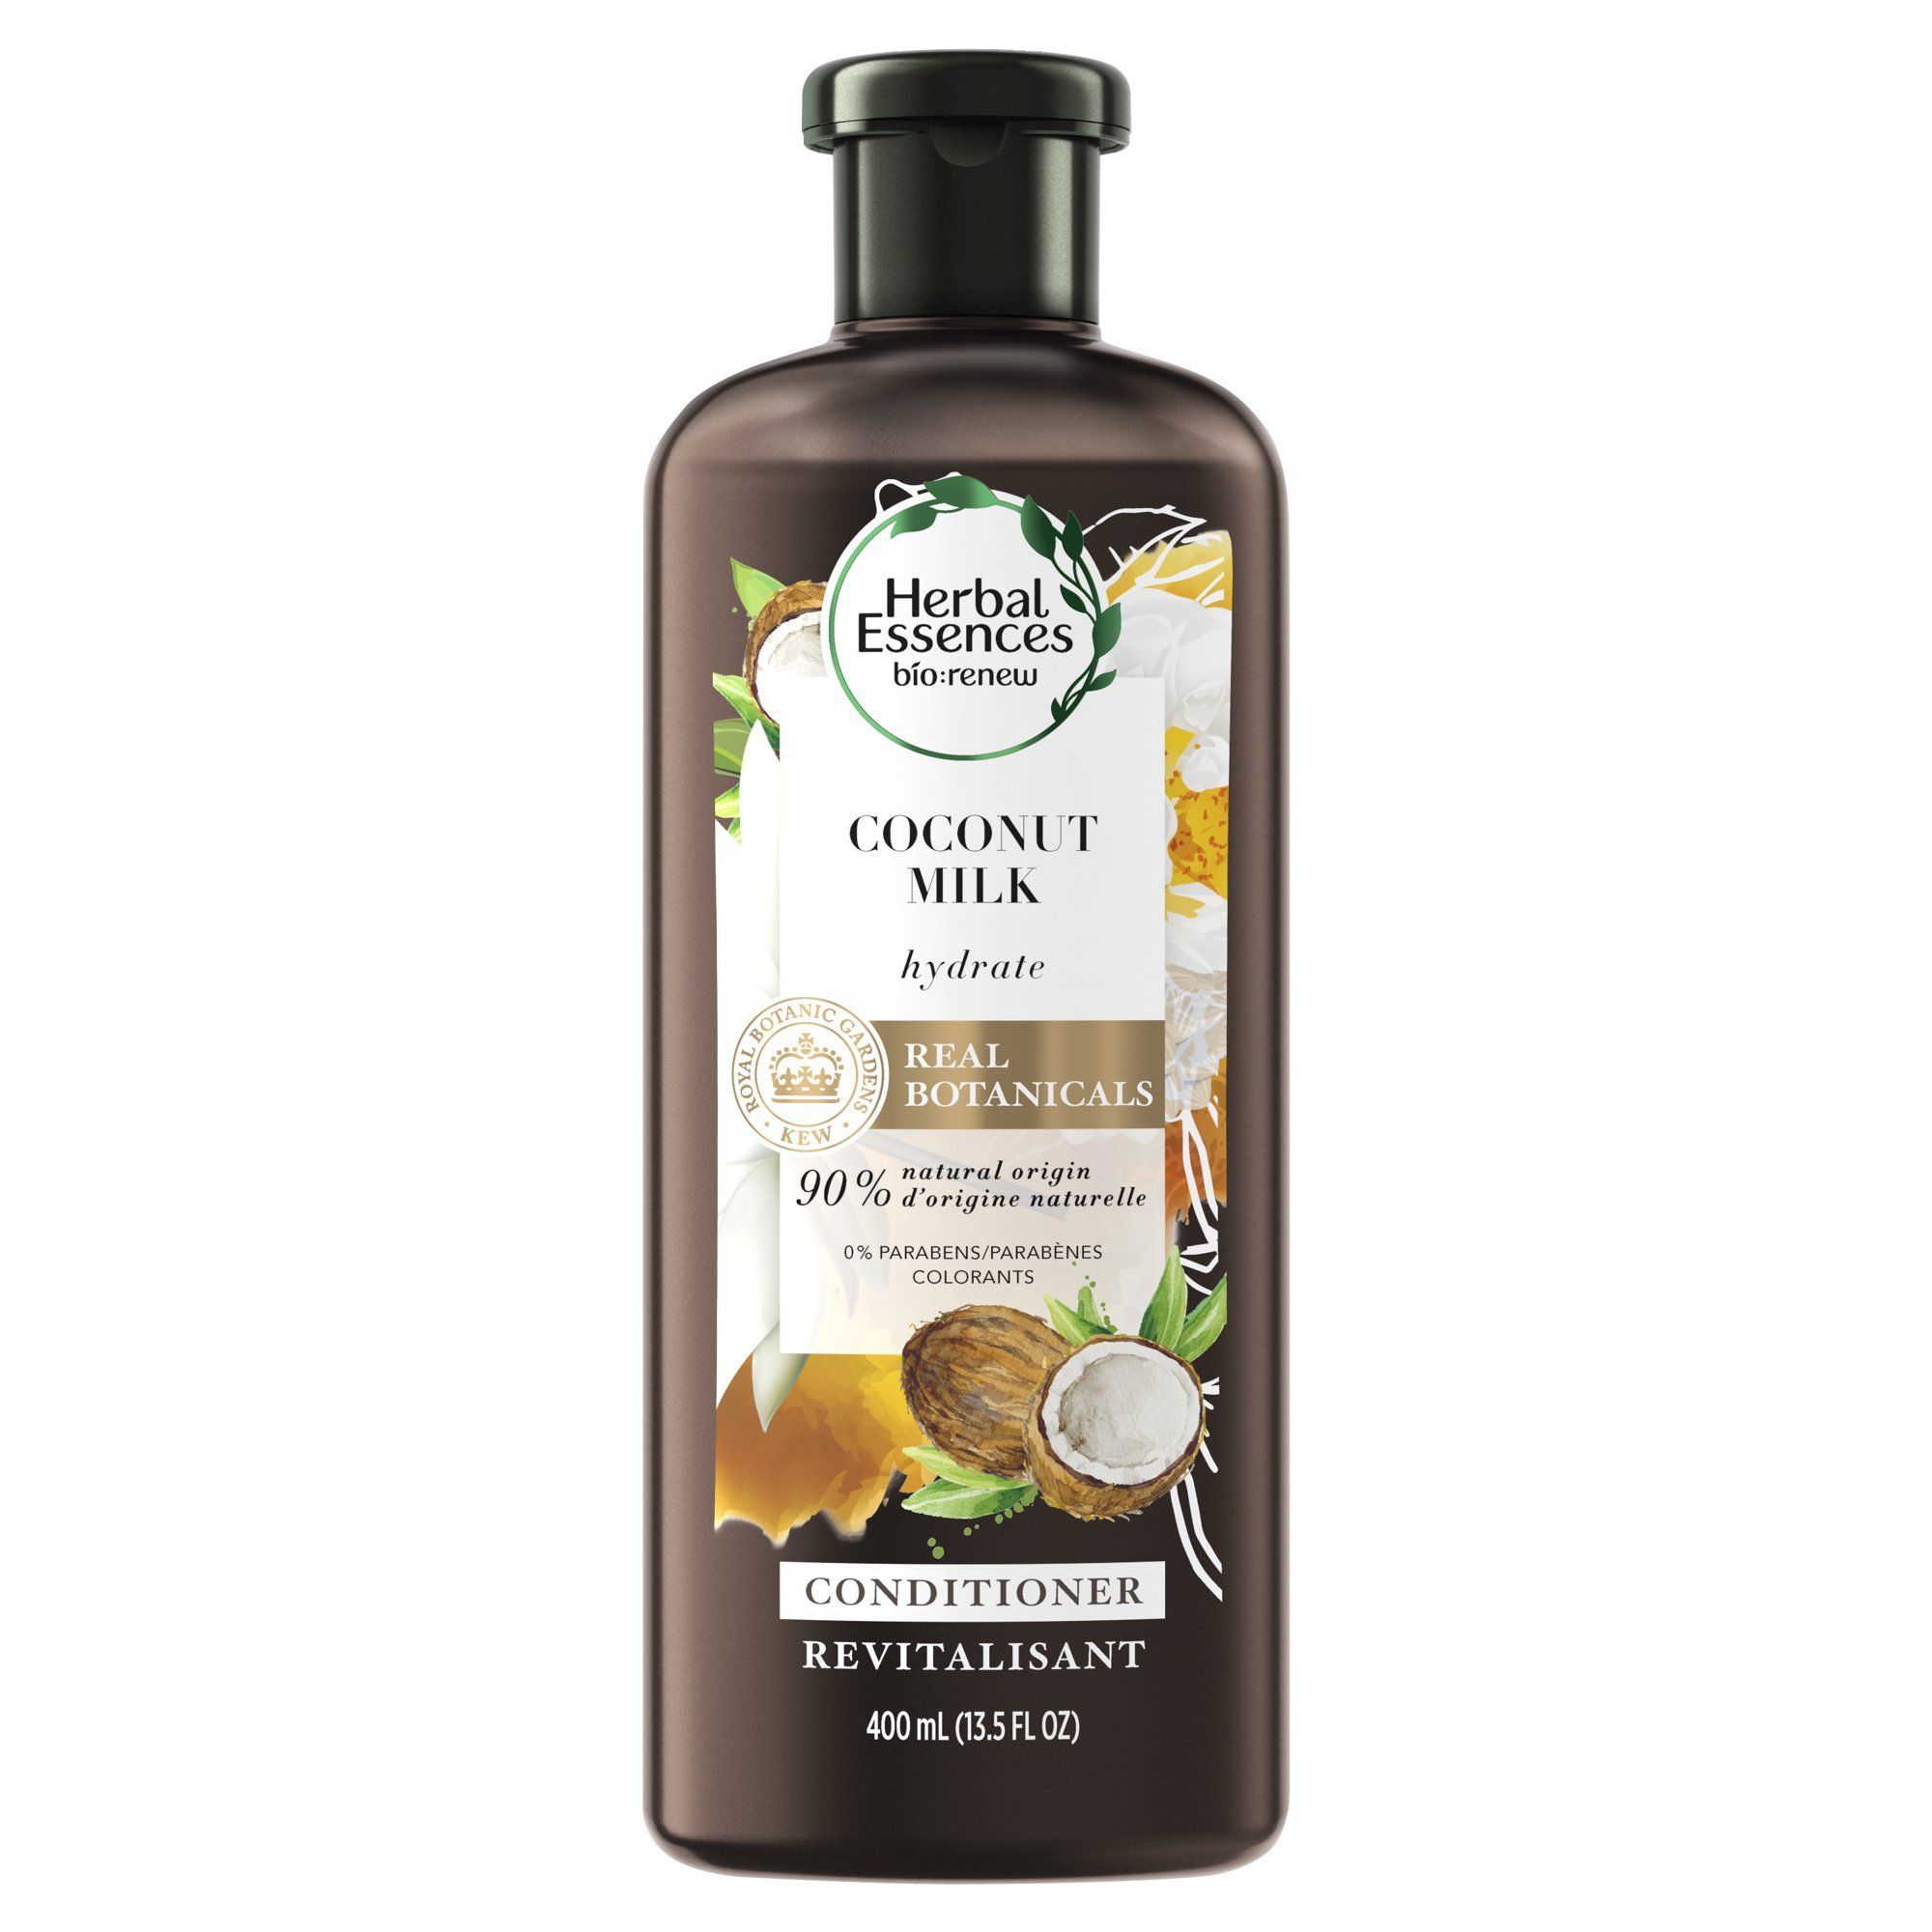 Herbal
Essences
bío:renew
COCONUT
MILK
hydrate
ROYAL BOTANIC GARDENS
• KEW •
REAL
BOTANICALS
90% natural origin
d'origine naturelle
0% PARABENS/PARABÈNES
COLORANTS
CONDITIONER
REVITALISANT
400 mL (13.5 FL OZ)